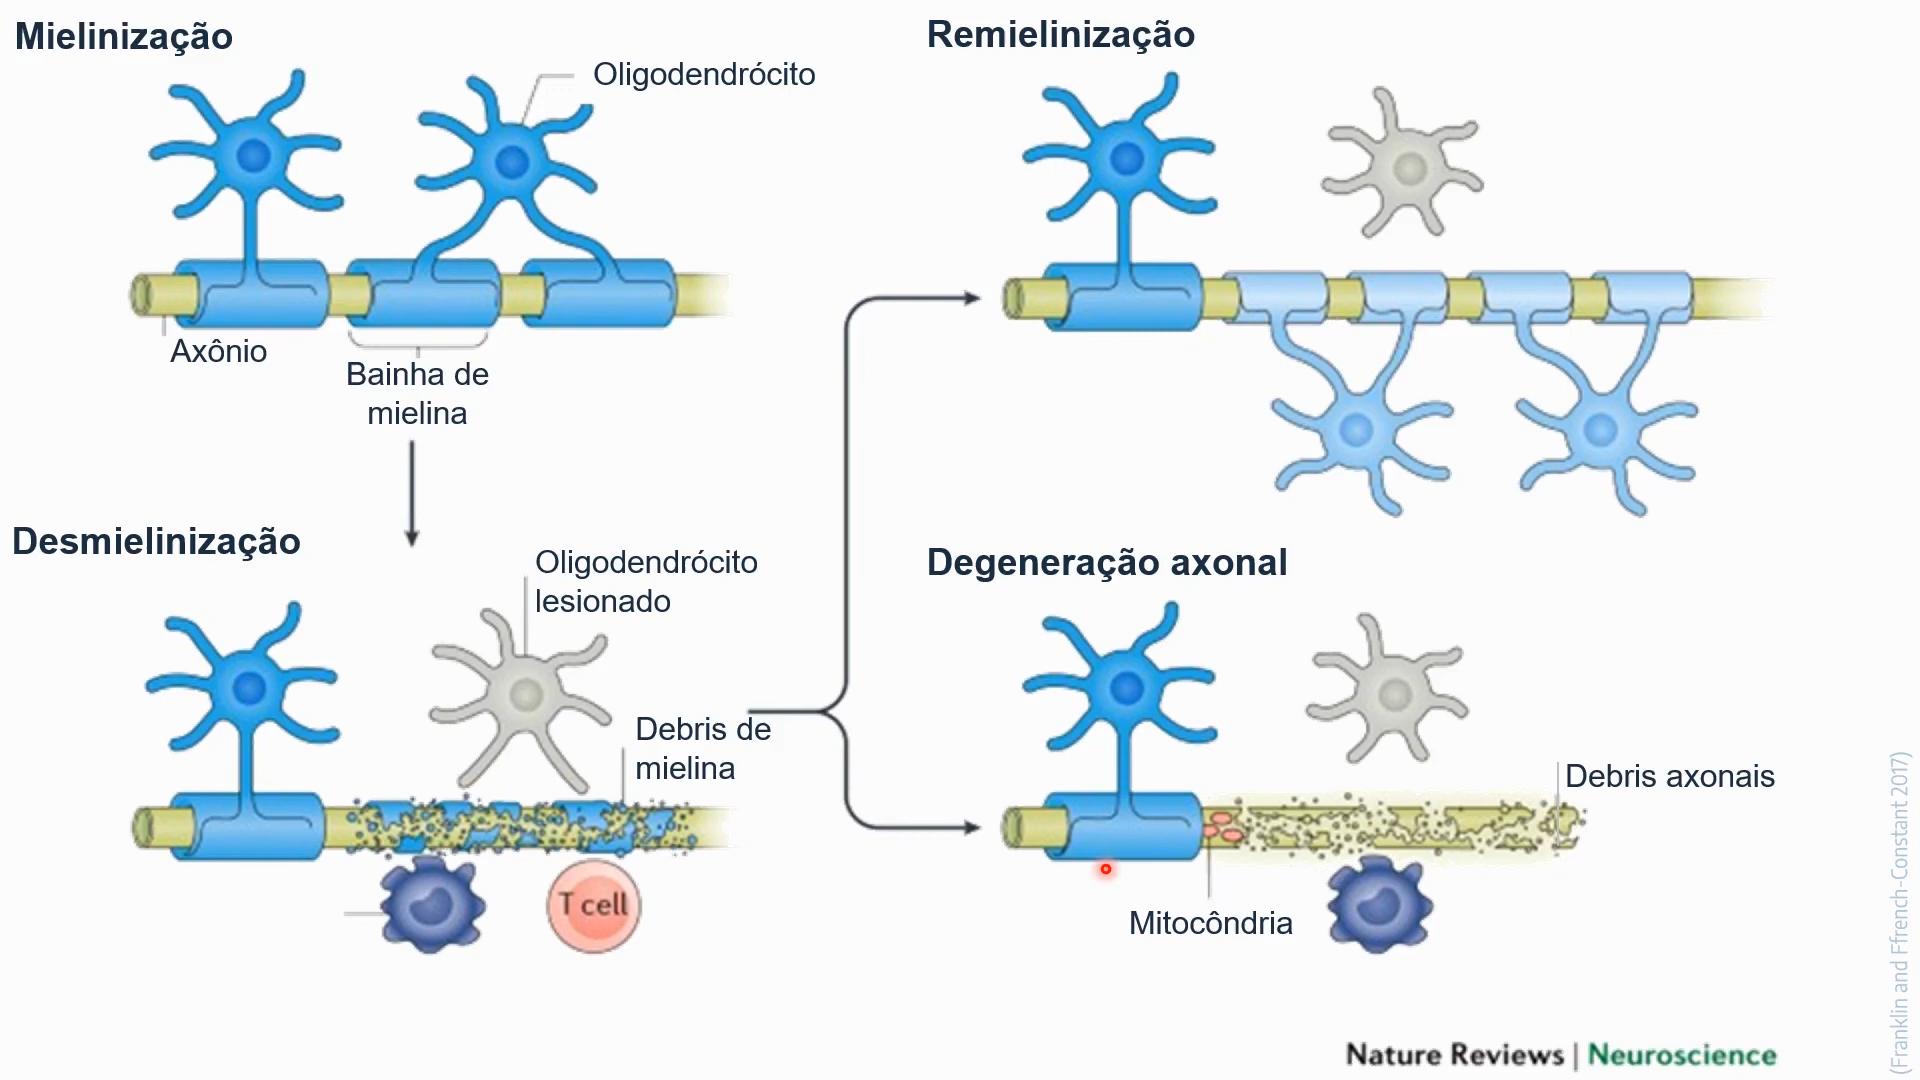 Mielinização
Oligodendrócito
Axônio
Bainha de
mielina
Desmielinização
Oligodendrócito
lesionado
Debris de
mielina
T cell
Remielinização
Degeneração axonal
Debris axonais
Mitocôndria
Nature Reviews | Neuroscience
(Franklin and Ffrench-Constant 2017)